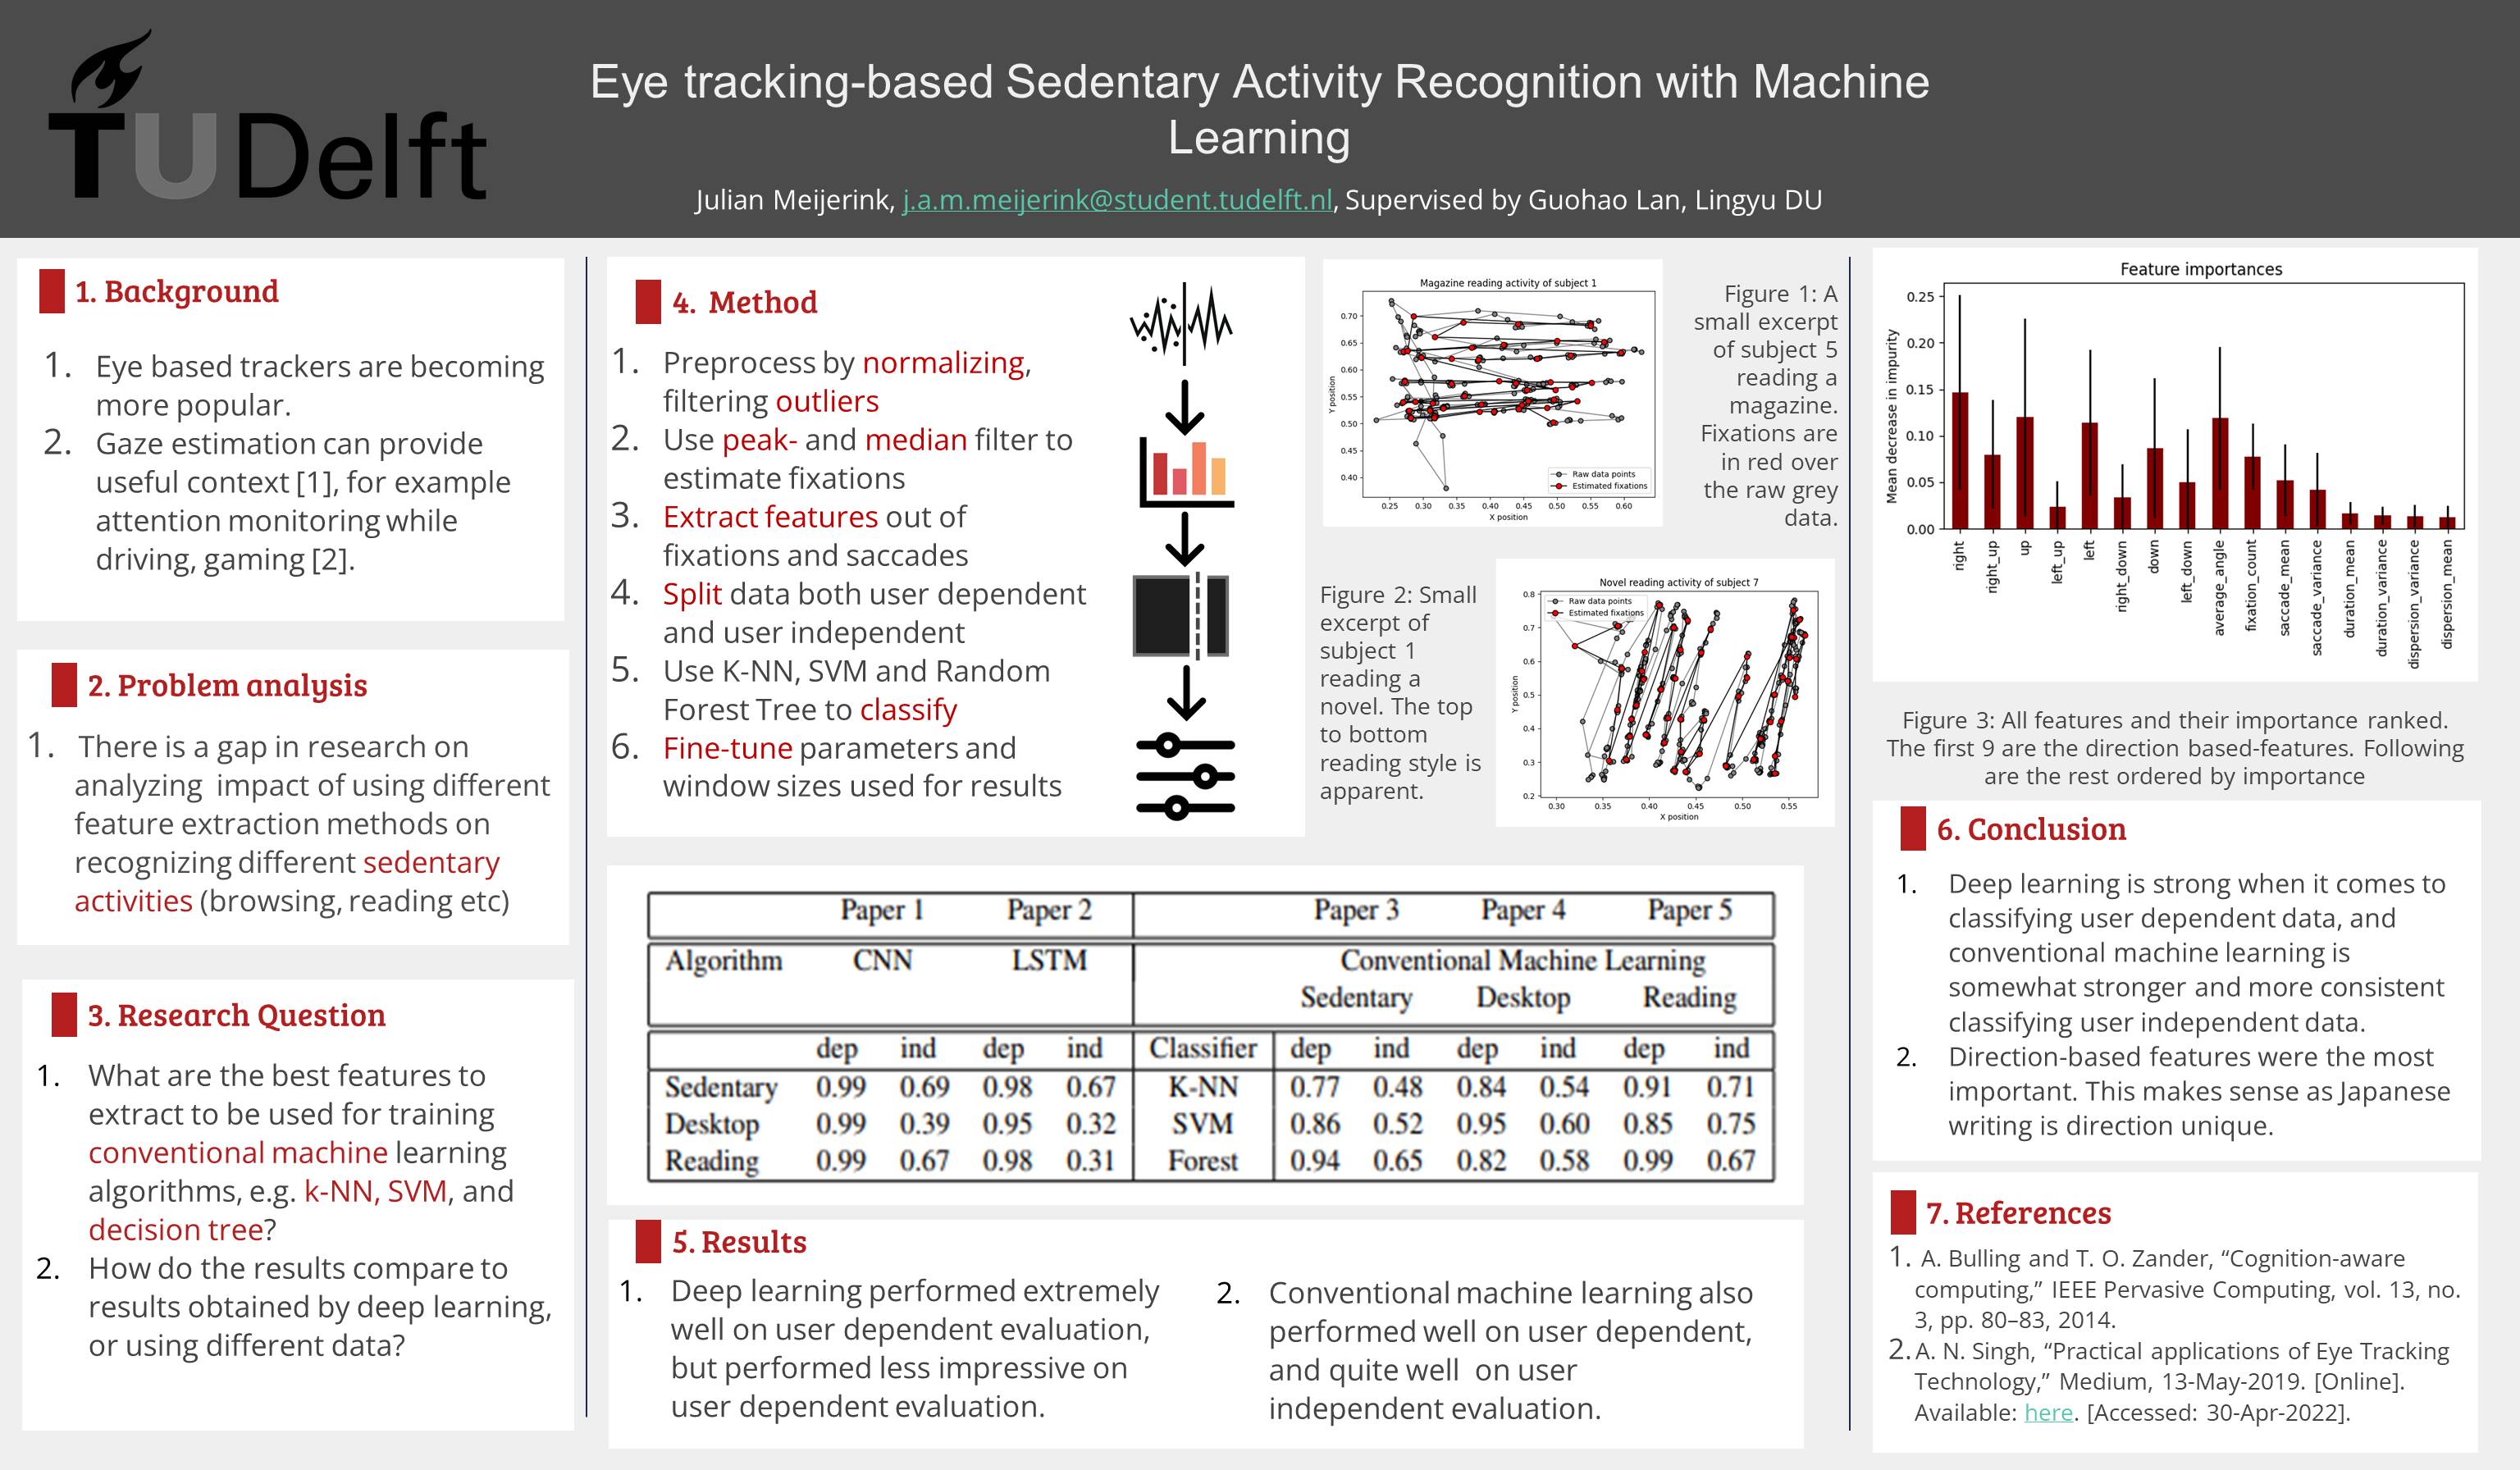 TUDelft
Eye tracking-based Sedentary Activity Recognition with Machine
Learning
Julian Meijerink, j.a.m.meijerink@student.tudelft.nl, Supervised by Guohao Lan, Lingyu DU
1. Background
1. Eye based trackers are becoming
more popular.
2. Gaze estimation can provide
useful context [1], for example
attention monitoring while
driving, gaming [2].
2. Problem analysis
1. There is a gap in research on
analyzing impact of using different
feature extraction methods on
recognizing different sedentary
activities (browsing, reading etc)
3. Research Question
1. What are the best features to
extract to be used for training
conventional machine learning
algorithms, e.g. k-NN, SVM, and
decision tree?
2. How do the results compare to
results obtained by deep learning,
or using different data?
4. Method
1. Preprocess by normalizing,
filtering outliers
2. Use peak- and median filter to
estimate fixations
3. Extract features out of
fixations and saccades
4. Split data both user dependent
and user independent
5. Use K-NN, SVM and Random
Forest Tree to classify
6. Fine-tune parameters and
window sizes used for results
Magazine reading activity of subject 1
Y position
0.70
0.65
0.60
0.55
0.50
0.45
0.40
Raw data points
Estimated fixations
0.25 0.30 0.35 0.40 0.45 0.50 0.55 0.60
X position
Figure 1: A
small excerpt
of subject 5
reading a
magazine.
Fixations are
in red over
the raw grey
data.
Figure 2: Small
excerpt of
subject 1
reading a
novel. The top
to bottom
reading style is
apparent.
Novel reading activity of subject 7
Raw data points
Estimated fixations
Y position
0.8
0.7
0.6
0.5
0.4
0.3
0.2
0.30 0.35 0.40 0.45 0.50 0.55
X position
Paper 1 Paper 2 Paper 3 Paper 4 Paper 5
Algorithm CNN LSTM Conventional Machine Learning
Sedentary Desktop Reading
dep ind dep ind Classifier dep ind dep ind dep ind
Sedentary 0.99 0.69 0.98 0.67 K-NN 0.77 0.48 0.84 0.54 0.91 0.71
Desktop 0.99 0.39 0.95 0.32 SVM 0.86 0.52 0.95 0.60 0.85 0.75
Reading 0.99 0.67 0.98 0.31 Forest 0.94 0.65 0.82 0.58 0.99 0.67
5. Results
1. Deep learning performed extremely
well on user dependent evaluation,
but performed less impressive on
user dependent evaluation.
2. Conventional machine learning also
performed well on user dependent,
and quite well on user
independent evaluation.
Feature importances
Mean decrease in impurity
0.25
0.20
0.15
0.10
0.05
0.00
right
right_up
up
left_up
left
right_down
down
left_down
average_angle
fixation_count
saccade_mean
saccade_variance
duration_mean
duration_variance
dispersion_variance
dispersion_mean
Figure 3: All features and their importance ranked.
The first 9 are the direction based-features. Following
are the rest ordered by importance
6. Conclusion
1. Deep learning is strong when it comes to
classifying user dependent data, and
conventional machine learning is
somewhat stronger and more consistent
classifying user independent data.
2. Direction-based features were the most
important. This makes sense as Japanese
writing is direction unique.
7. References
1. A. Bulling and T. O. Zander, “Cognition-aware
computing,” IEEE Pervasive Computing, vol. 13, no.
3, pp. 80–83, 2014.
2. A. N. Singh, “Practical applications of Eye Tracking
Technology,” Medium, 13-May-2019. [Online].
Available: here. [Accessed: 30-Apr-2022].